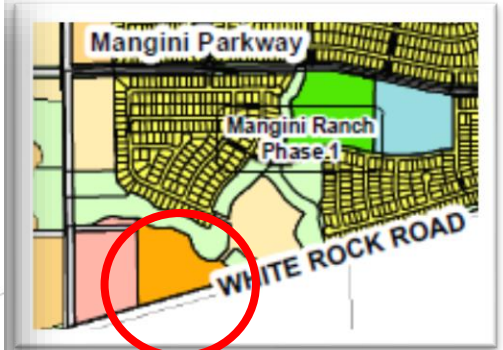 Mangini Parkway
Mangini Ranch
Phase 1
WHITE ROCK ROAD